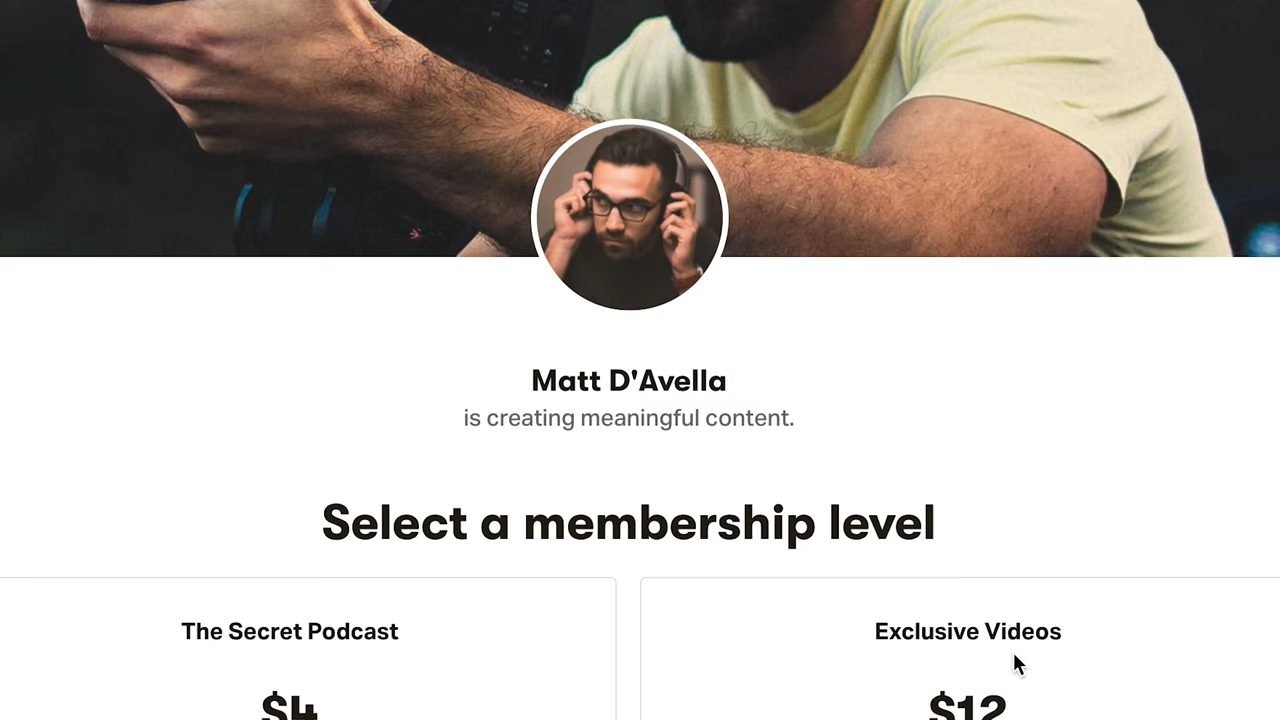 Matt D'Avella
is creating meaningful content.
Select a membership level
The Secret Podcast
Exclusive Videos
$4
$12